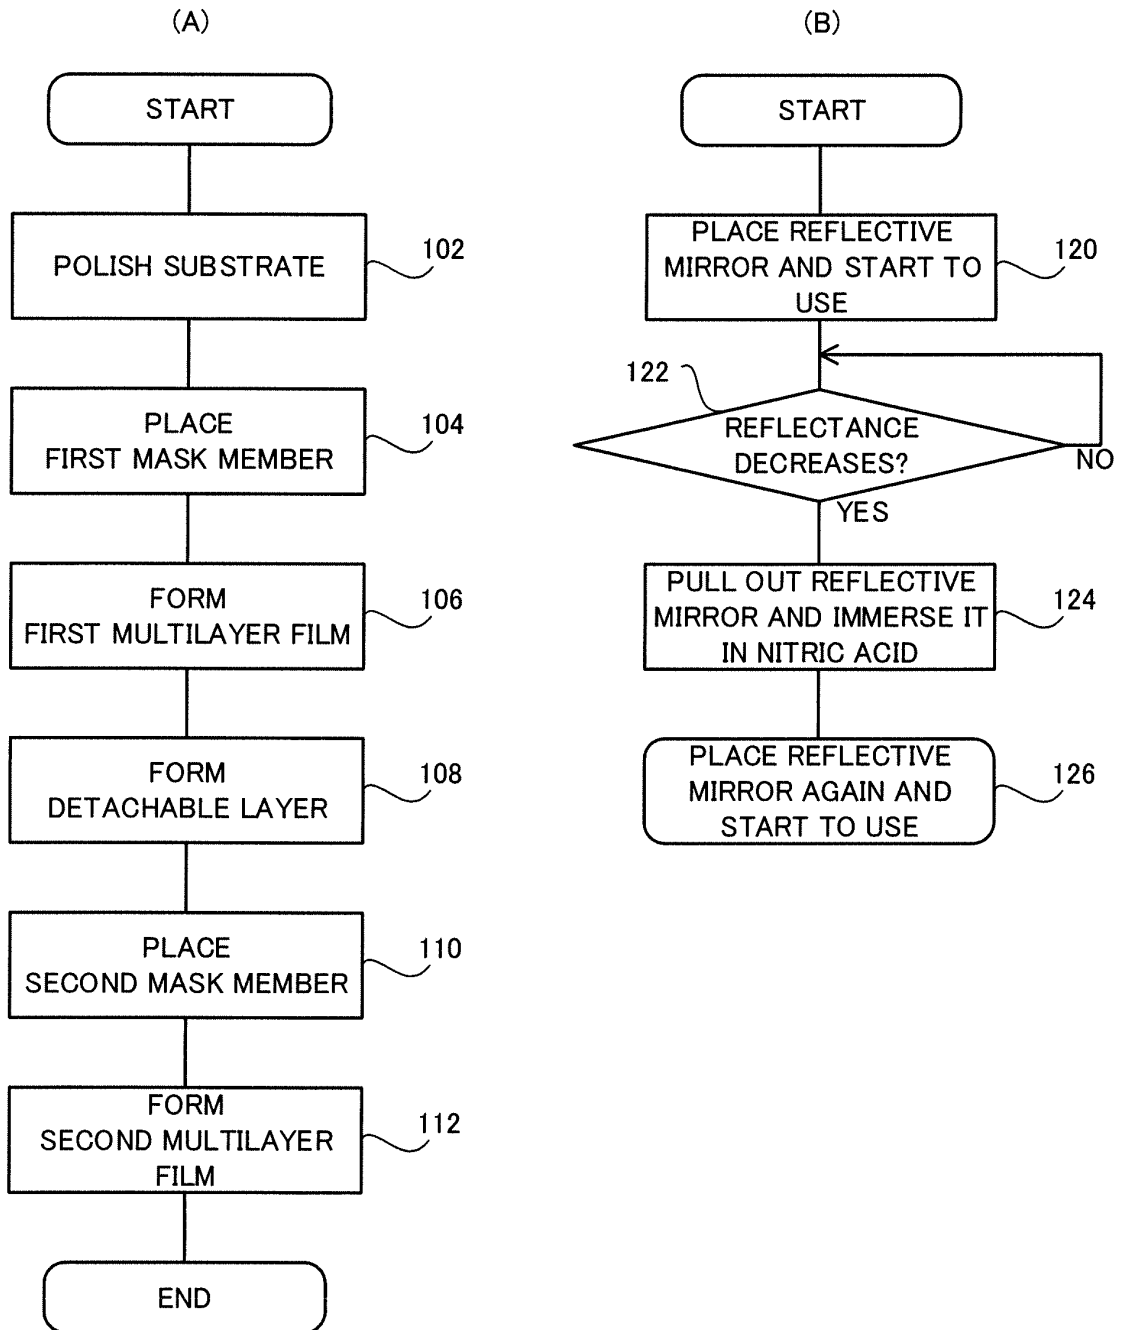 (A)
START
POLISH SUBSTRATE
102
PLACE
FIRST MASK MEMBER
104
FORM
FIRST MULTILAYER FILM
106
FORM
DETACHABLE LAYER
108
PLACE
SECOND MASK MEMBER
110
FORM
SECOND MULTILAYER
FILM
112
END
(B)
START
PLACE REFLECTIVE
MIRROR AND START TO
USE
120
122
REFLECTANCE
DECREASES?
NO
YES
PULL OUT REFLECTIVE
MIRROR AND IMMERSE IT
IN NITRIC ACID
124
PLACE REFLECTIVE
MIRROR AGAIN AND
START TO USE
126